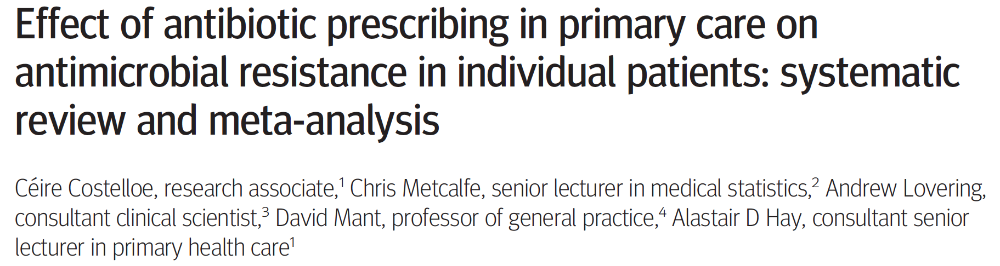 Effect of antibiotic prescribing in primary care on
antimicrobial resistance in individual patients: systematic
review and meta-analysis
Céire Costelloe, research associate,¹ Chris Metcalfe, senior lecturer in medical statistics,² Andrew Lovering,
consultant clinical scientist,³ David Mant, professor of general practice,⁴ Alastair D Hay, consultant senior
lecturer in primary health care¹